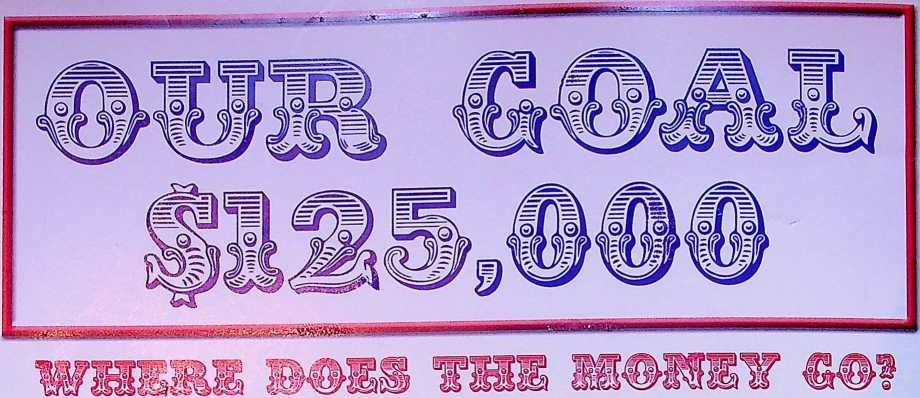 OUR GOAL
$125,000
WHERE DOES THE MONEY GO?